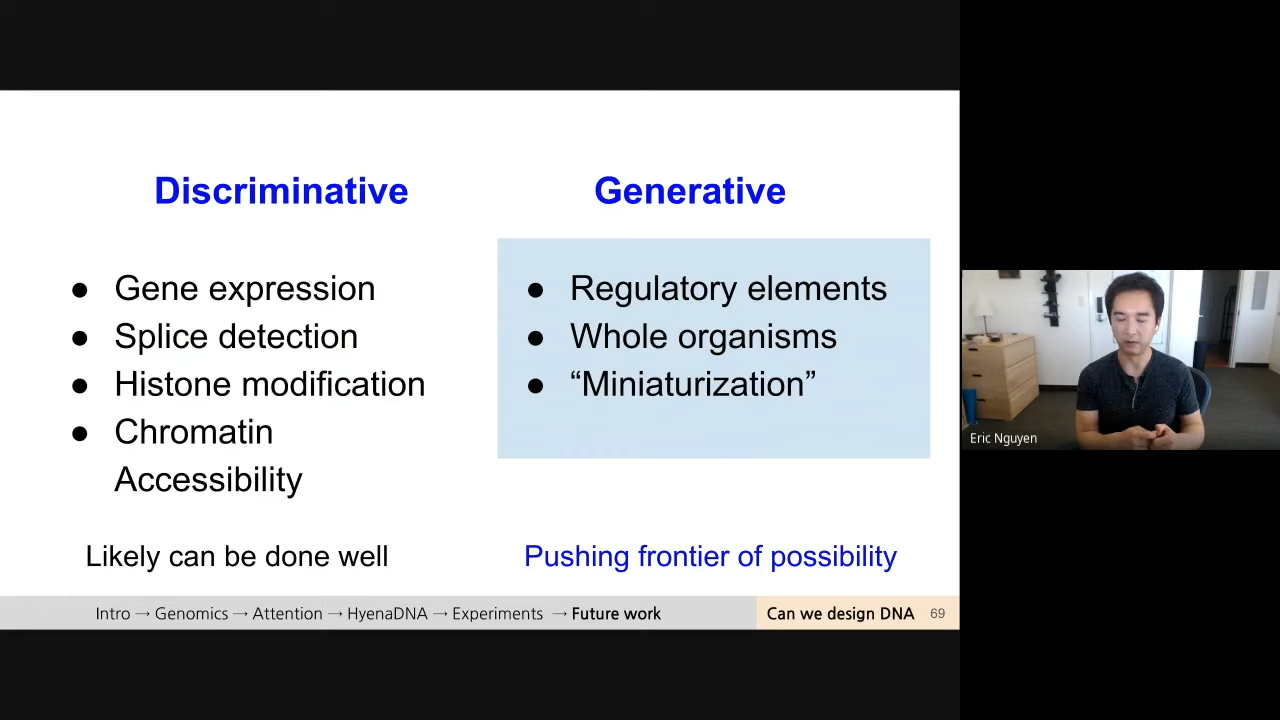 Discriminative
Generative
● Gene expression
● Splice detection
● Histone modification
● Chromatin
Accessibility
● Regulatory elements
● Whole organisms
● “Miniaturization”
Likely can be done well
Pushing frontier of possibility
Intro → Genomics → Attention → HyenaDNA → Experiments → Future work
Can we design DNA 69
Eric Nguyen